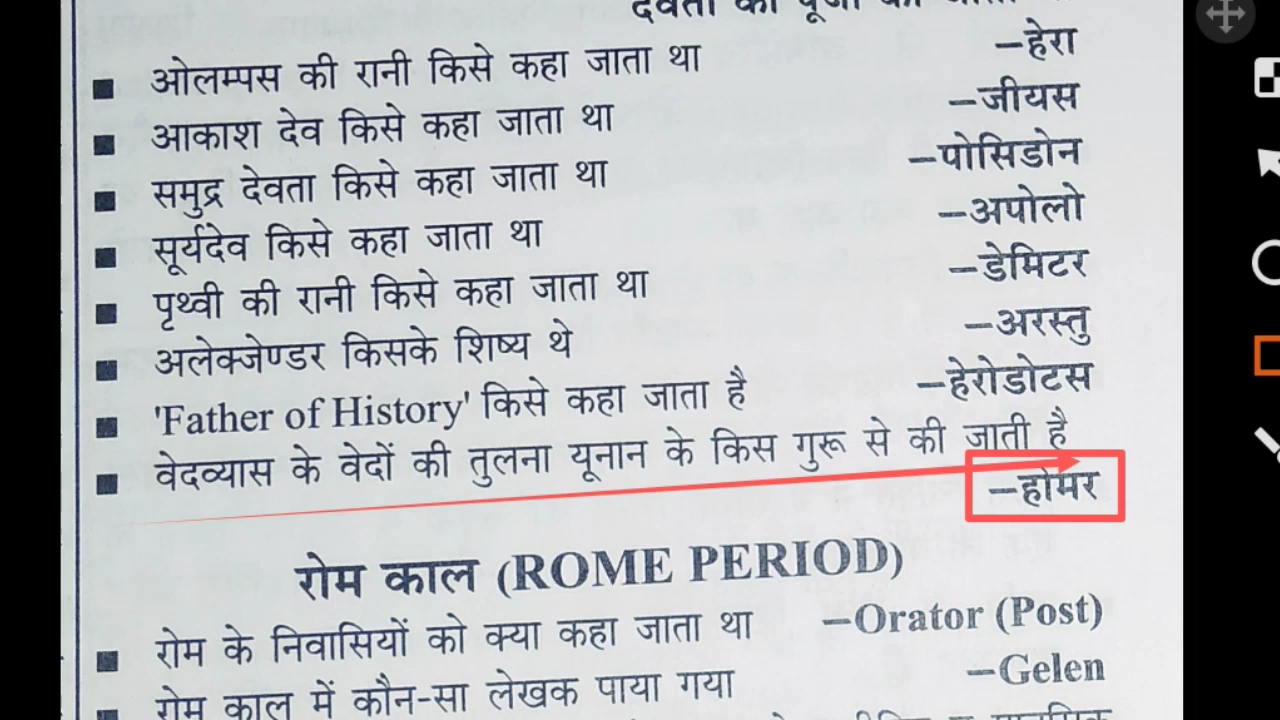 देवता की पूजा की जाती
ओलम्पस की रानी किसे कहा जाता था –हेरा
आकाश देव किसे कहा जाता था –जीयस
समुद्र देवता किसे कहा जाता था –पोसिडोन
सूर्यदेव किसे कहा जाता था –अपोलो
पृथ्वी की रानी किसे कहा जाता था –डेमिटर
अलेक्जेण्डर किसके शिष्य थे –अरस्तु
'Father of History' किसे कहा जाता है –हेरोडोटस
वेदव्यास के वेदों की तुलना यूनान के किस गुरू से की जाती है
–होमर
रोम काल (ROME PERIOD)
रोम के निवासियों को क्या कहा जाता था –Orator (Post)
रोम काल में कौन-सा लेखक पाया गया –Gelen